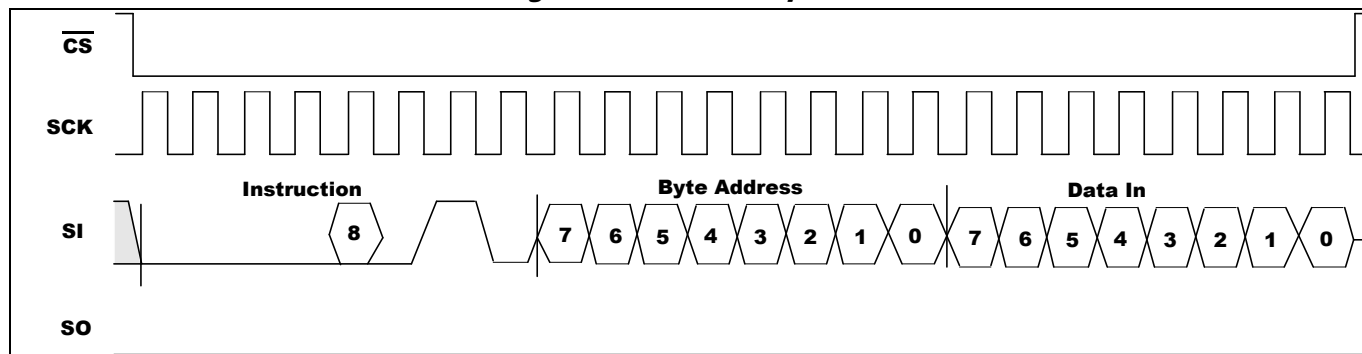 CS
SCK
Instruction Byte Address Data In
SI 8 7 6 5 4 3 2 1 0 7 6 5 4 3 2 1 0
SO